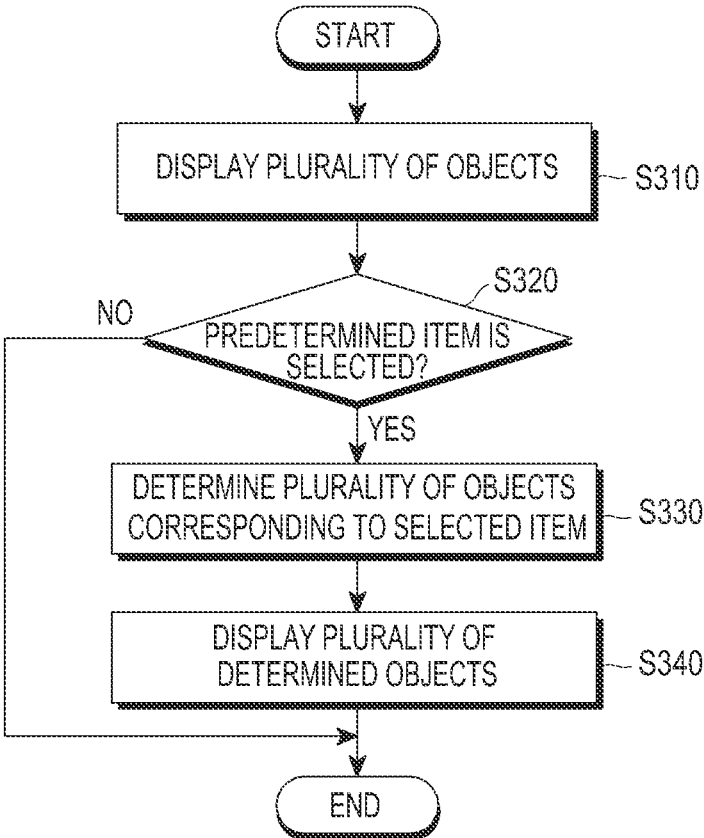 START
DISPLAY PLURALITY OF OBJECTS
S310
S320
NO
PREDETERMINED ITEM IS
SELECTED?
YES
DETERMINE PLURALITY OF OBJECTS
CORRESPONDING TO SELECTED ITEM
S330
DISPLAY PLURALITY OF
DETERMINED OBJECTS
S340
END